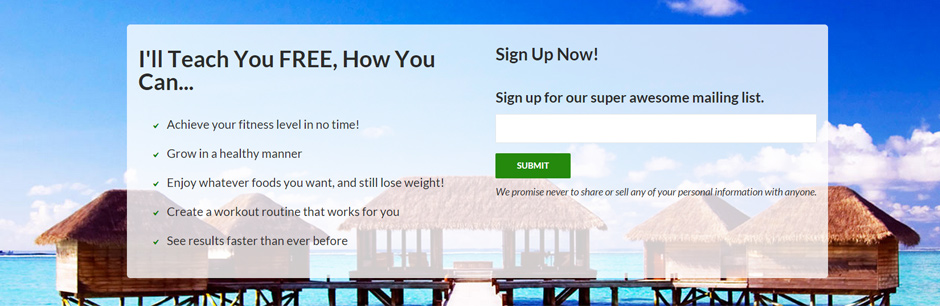 I'll Teach You FREE, How You
Can...
Achieve your fitness level in no time!
Grow in a healthy manner
Enjoy whatever foods you want, and still lose weight!
Create a workout routine that works for you
See results faster than ever before
Sign Up Now!
Sign up for our super awesome mailing list.
SUBMIT
We promise never to share or sell any of your personal information with anyone.